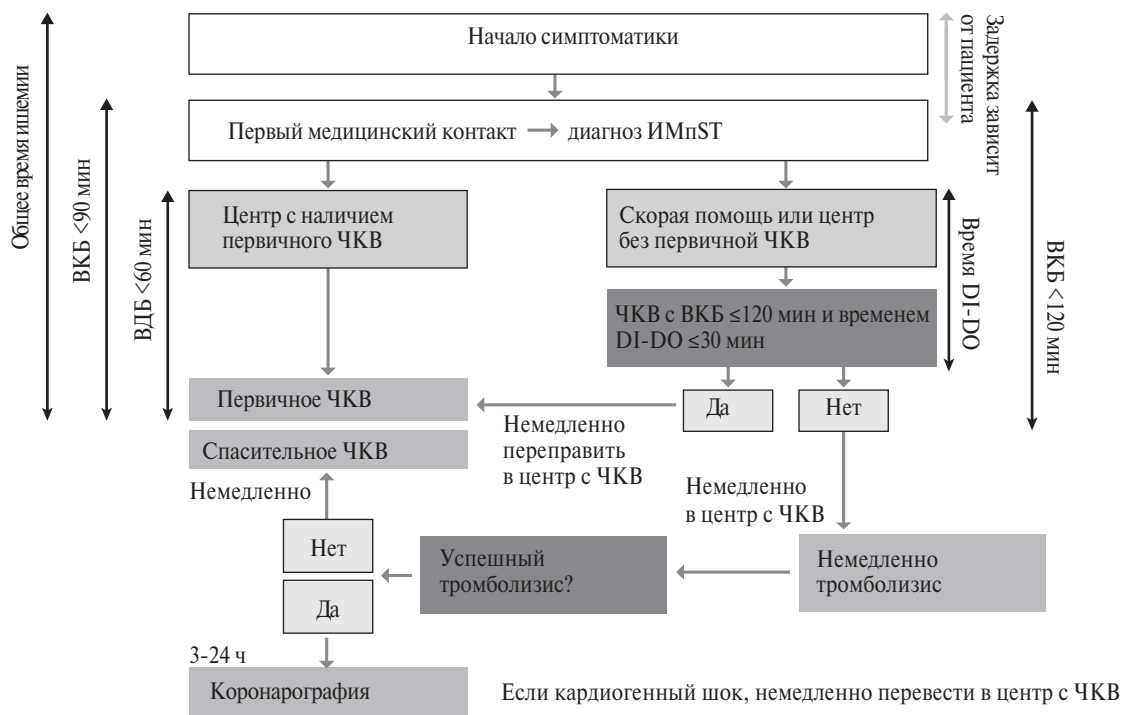 Начало симптоматики
Задержка зависит
от пациента
Общее время ишемии
ВКБ <90 мин
ВДБ <60 мин
Первый медицинский контакт → диагноз ИМпST
Центр с наличием
первичного ЧКВ
Скорая помощь или центр
без первичной ЧКВ
Время DI-DO
ВКБ <120 мин
ЧКВ с ВКБ ≤120 мин и временем
DI-DO ≤30 мин
Первичное ЧКВ
Да
Нет
Немедленно
переправить
в центр с ЧКВ
Спасительное ЧКВ
Немедленно
Немедленно
в центр с ЧКВ
Нет
Успешный
тромболизис?
Немедленно
тромболизис
Да
3-24 ч
Коронарография
Если кардиогенный шок, немедленно перевести в центр с ЧКВ